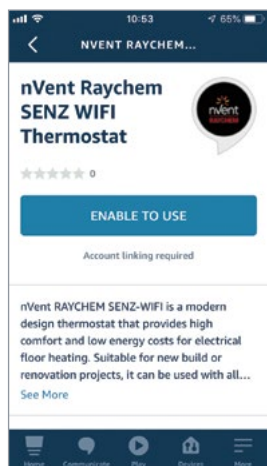 10:53
65%
NVENT RAYCHEM...
nVent Raychem
SENZ WIFI
Thermostat
nVent
RAYCHEM
0
ENABLE TO USE
Account linking required
nVent RAYCHEM SENZ-WIFI is a modern
design thermostat that provides high
comfort and low energy costs for electrical
floor heating. Suitable for new build or
renovation projects, it can be used with all...
See More
Home Communicate Play Devices More